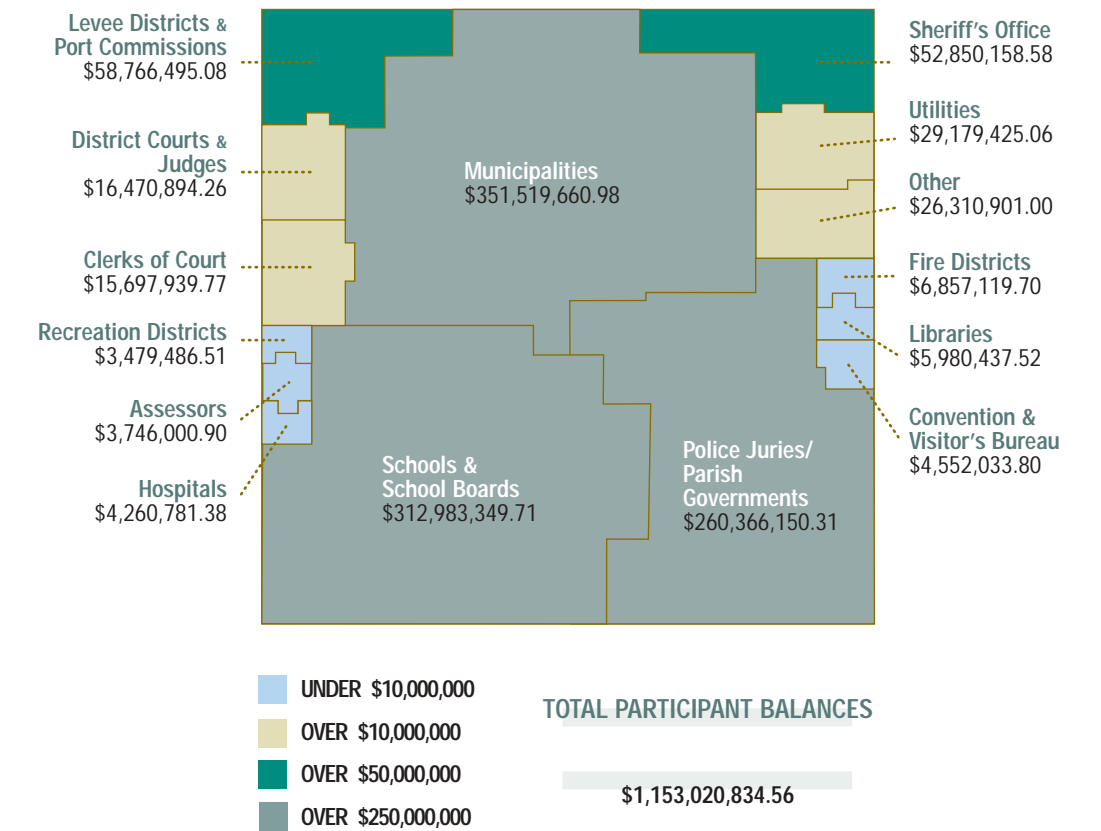 Levee Districts &
Port Commissions
$58,766,495.08
District Courts &
Judges
$16,470,894.26
Clerks of Court
$15,697,939.77
Recreation Districts
$3,479,486.51
Assessors
$3,746,000.90
Hospitals
$4,260,781.38
Municipalities
$351,519,660.98
Schools &
School Boards
$312,983,349.71
Police Juries/
Parish
Governments
$260,366,150.31
Sheriff's Office
$52,850,158.58
Utilities
$29,179,425.06
Other
$26,310,901.00
Fire Districts
$6,857,119.70
Libraries
$5,980,437.52
Convention &
Visitor's Bureau
$4,552,033.80
UNDER $10,000,000
OVER $10,000,000
OVER $50,000,000
OVER $250,000,000
TOTAL PARTICIPANT BALANCES
$1,153,020,834.56